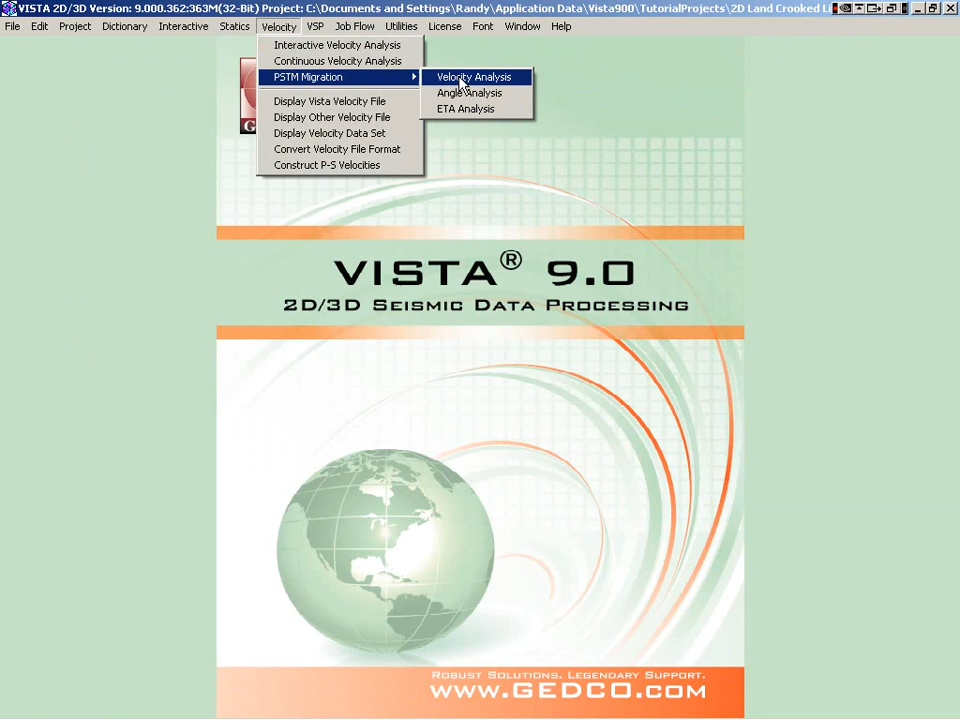 VISTA 2D/3D Version: 9.000.362:363M(32-Bit) Project: C:\Documents and Settings\Randy\Application Data\Vista900\TutorialProjects\2D Land Crooked
File Edit Project Dictionary Interactive Statics Velocity VSP Job Flow Utilities License Font Window Help
Interactive Velocity Analysis
Continuous Velocity Analysis
PSTM Migration
Velocity Analysis
Angle Analysis
ETA Analysis
Display Vista Velocity File
Display Other Velocity File
Display Velocity Data Set
Convert Velocity File Format
Construct P-S Velocities
VISTA® 9.0
2D/3D Seismic Data Processing
Robust Solutions. Legendary Support.
www.GEDCO.com